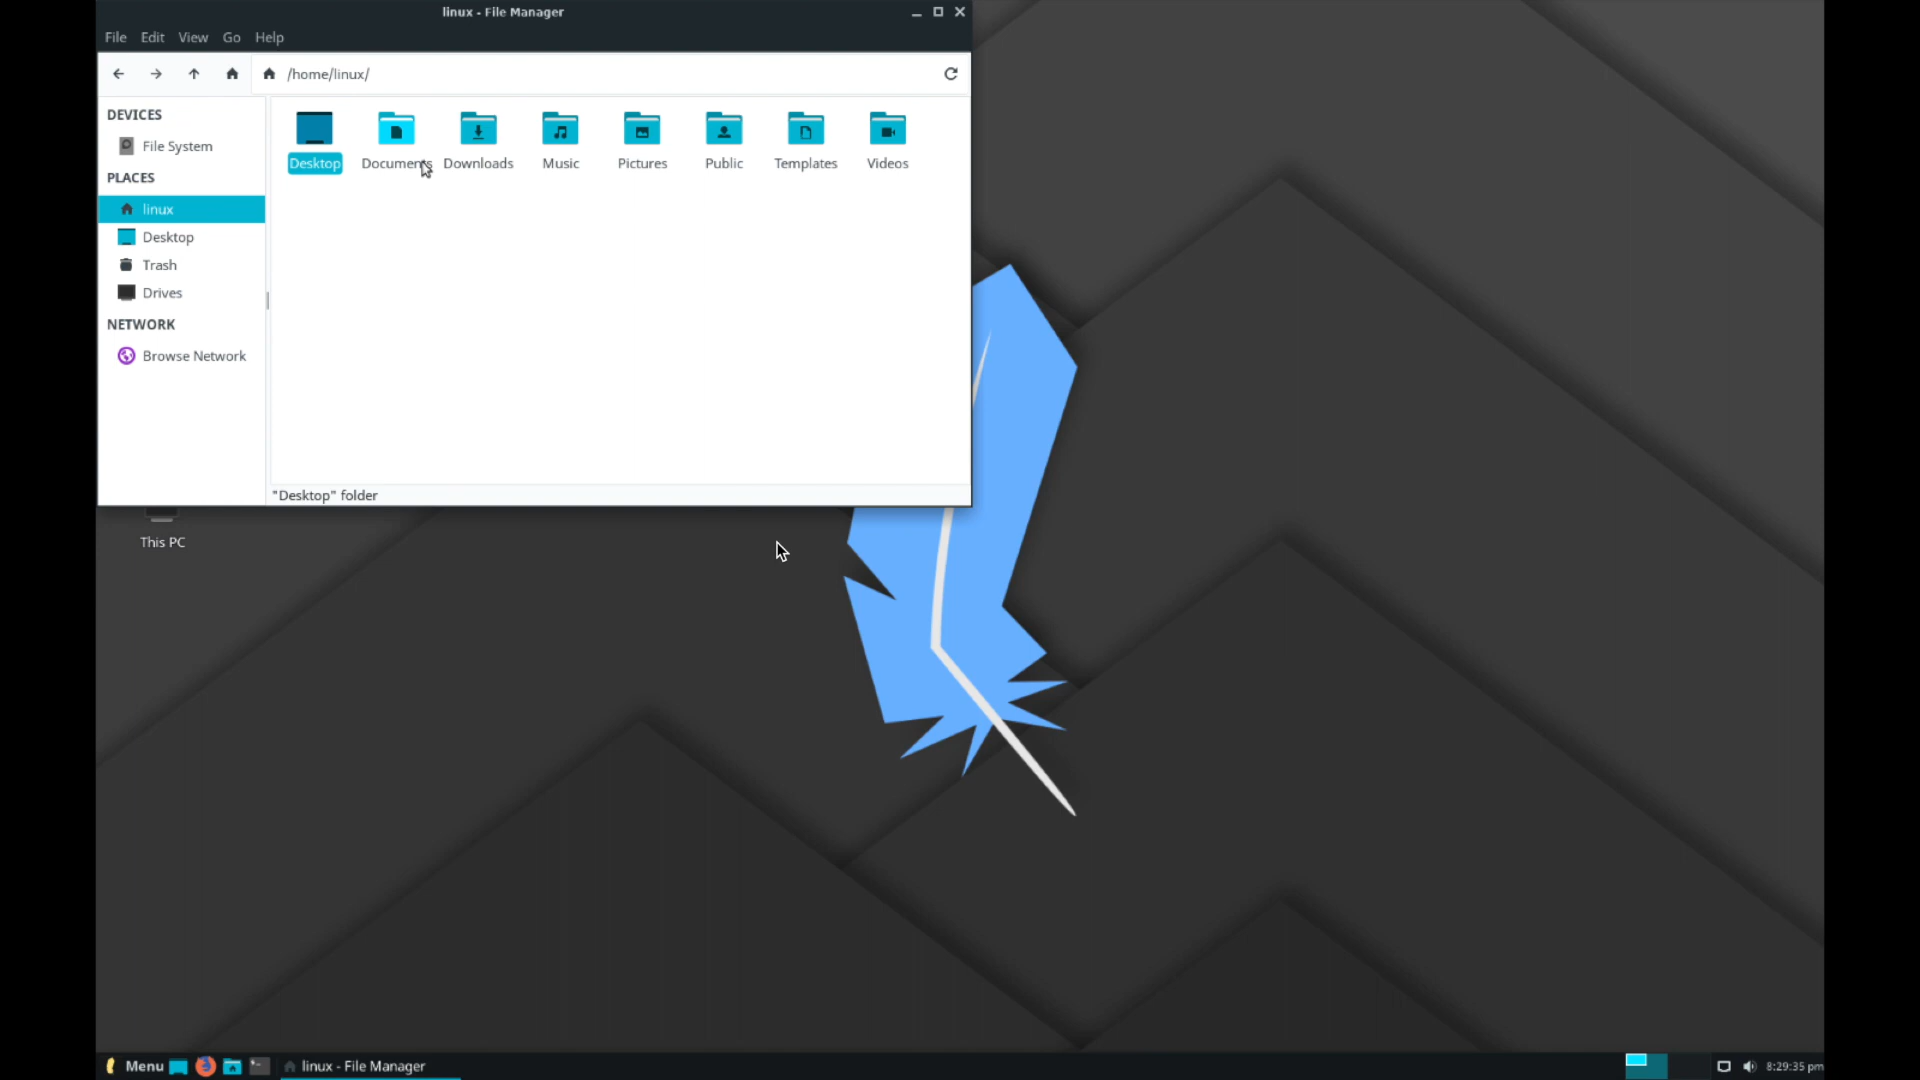 linux - File Manager
File Edit View Go Help
/home/linux/
DEVICES
File System
PLACES
linux
Desktop
Trash
Drives
NETWORK
Browse Network
Desktop Documents Downloads Music Pictures Public Templates Videos
"Desktop" folder
This PC
Menu linux - File Manager 8:29:35 pm